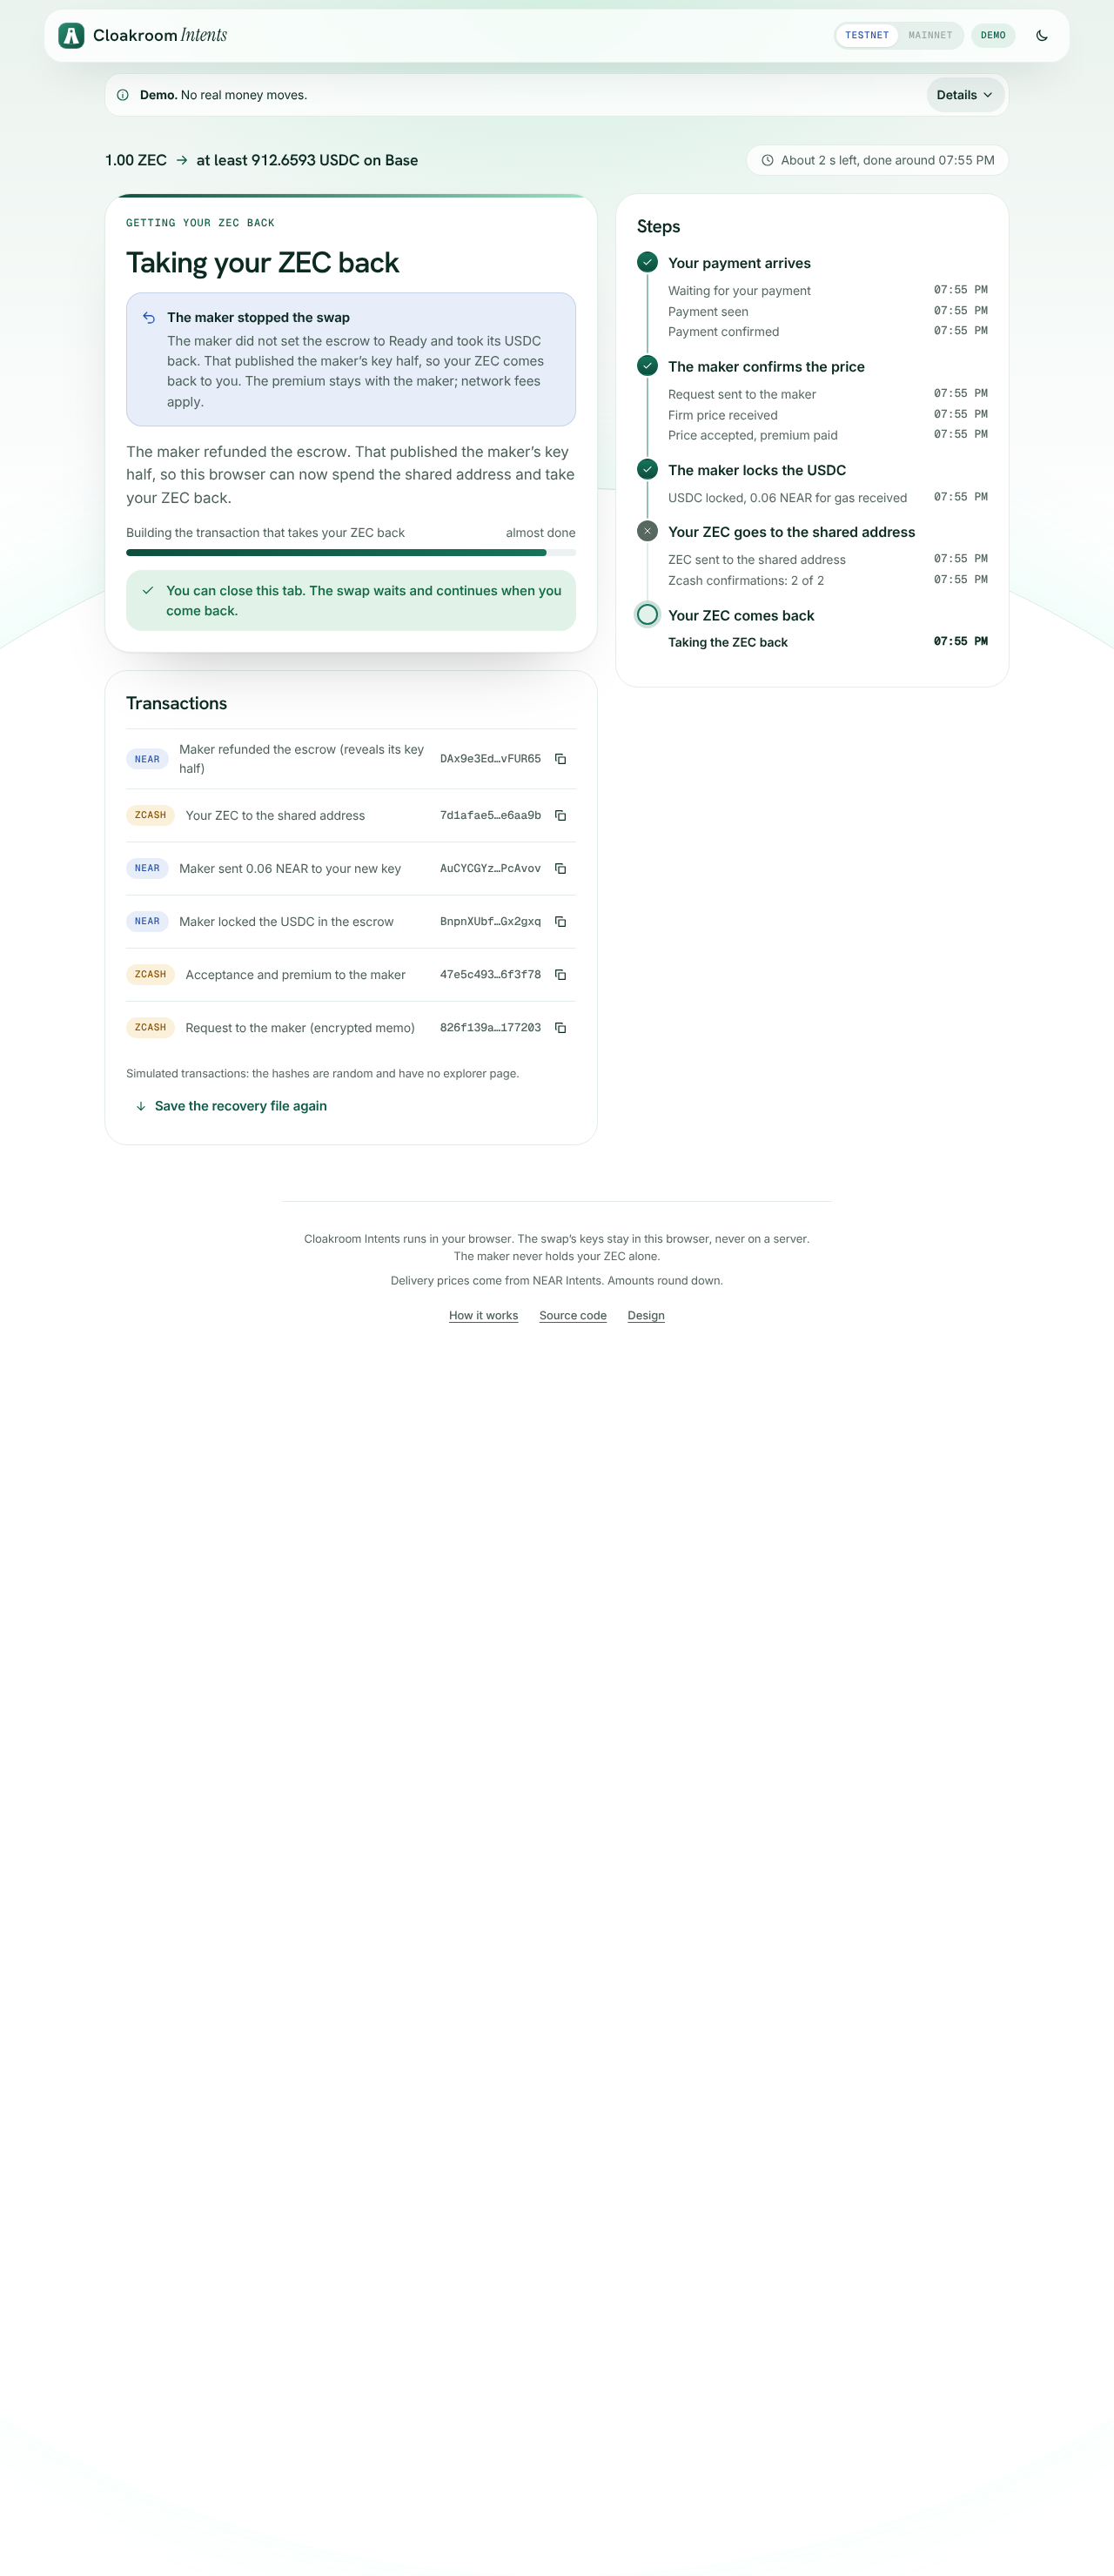 Cloakroom Intents
TESTNET MAINNET DEMO
Demo. No real money moves.
Details
1.00 ZEC → at least 912.6593 USDC on Base
About 2 s left, done around 07:55 PM
GETTING YOUR ZEC BACK
Taking your ZEC back
The maker stopped the swap
The maker did not set the escrow to Ready and took its USDC
back. That published the maker’s key half, so your ZEC comes
back to you. The premium stays with the maker; network fees
apply.
The maker refunded the escrow. That published the maker’s key
half, so this browser can now spend the shared address and take
your ZEC back.
Building the transaction that takes your ZEC back almost done
You can close this tab. The swap waits and continues when you
come back.
Transactions
NEAR Maker refunded the escrow (reveals its key
half) DAx9e3Ed…vFUR65
ZCASH Your ZEC to the shared address 7d1afae5…e6aa9b
NEAR Maker sent 0.06 NEAR to your new key AuCYCGYz…PcAvov
NEAR Maker locked the USDC in the escrow BnpnXUbf…Gx2gxq
ZCASH Acceptance and premium to the maker 47e5c493…6f3f78
ZCASH Request to the maker (encrypted memo) 826f139a…177203
Simulated transactions: the hashes are random and have no explorer page.
Save the recovery file again
Steps
Your payment arrives
Waiting for your payment 07:55 PM
Payment seen 07:55 PM
Payment confirmed 07:55 PM
The maker confirms the price
Request sent to the maker 07:55 PM
Firm price received 07:55 PM
Price accepted, premium paid 07:55 PM
The maker locks the USDC
USDC locked, 0.06 NEAR for gas received 07:55 PM
Your ZEC goes to the shared address
ZEC sent to the shared address 07:55 PM
Zcash confirmations: 2 of 2 07:55 PM
Your ZEC comes back
Taking the ZEC back 07:55 PM
Cloakroom Intents runs in your browser. The swap’s keys stay in this browser, never on a server.
The maker never holds your ZEC alone.
Delivery prices come from NEAR Intents. Amounts round down.
How it works Source code Design